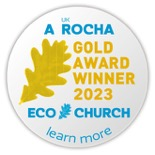 UK
A ROCHA
GOLD
AWARD
WINNER
2023
ECO CHURCH
learn more